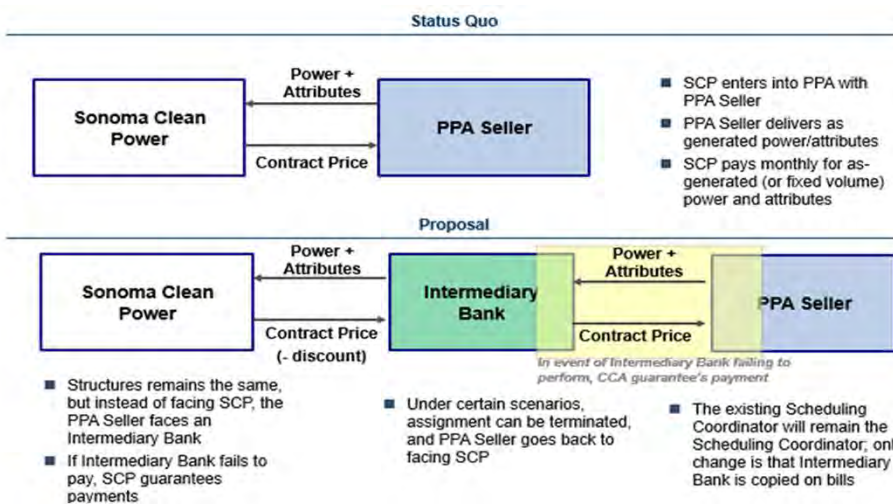 Status Quo
Sonoma Clean
Power
Power +
Attributes
Contract Price
PPA Seller
SCP enters into PPA with
PPA Seller
PPA Seller delivers as
generated power/attributes
SCP pays monthly for as-
generated (or fixed volume)
power and attributes
Proposal
Sonoma Clean
Power
Power +
Attributes
Contract Price
(- discount)
Intermediary
Bank
Power +
Attributes
Contract Price
PPA Seller
In event of Intermediary Bank failing to
perform, CCA guarantee's payment
Structures remains the same,
but instead of facing SCP, the
PPA Seller faces an
Intermediary Bank
If Intermediary Bank fails to
pay, SCP guarantees
payments
Under certain scenarios,
assignment can be terminated,
and PPA Seller goes back to
facing SCP
The existing Scheduling
Coordinator will remain the
Scheduling Coordinator; onl
change is that Intermediary
Bank is copied on bills